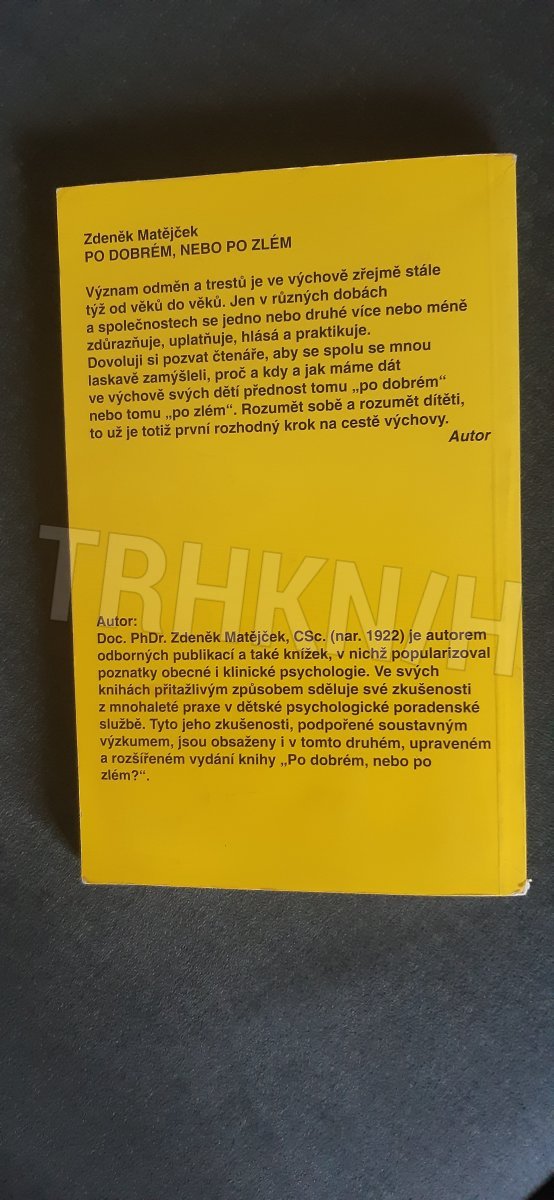 Zdeněk Matějček
PO DOBRÉM, NEBO PO ZLÉM
Význam odměn a trestů je ve výchově zřejmě stále
týž od věků do věků. Jen v různých dobách
a společnostech se jedno nebo druhé více nebo méně
zdůrazňuje, uplatňuje, hlásá a praktikuje.
Dovoluji si pozvat čtenáře, aby se spolu se mnou
laskavě zamýšleli, proč a kdy a jak máme dát
ve výchově svých dětí přednost tomu „po dobrém“
nebo tomu „po zlém“. Rozumět sobě a rozumět dítěti,
to už je totiž první rozhodný krok na cestě výchovy.
Autor
TRHKN/H
Autor:
Doc. PhDr. Zdeněk Matějček, CSc. (nar. 1922) je autorem
odborných publikací a také knížek, v nichž popularizoval
poznatky obecné i klinické psychologie. Ve svých
knihách přitažlivým způsobem sděluje své zkušenosti
z mnohaleté praxe v dětské psychologické poradenské
službě. Tyto jeho zkušenosti, podpořené soustavným
výzkumem, jsou obsaženy i v tomto druhém, upraveném
a rozšířeném vydání knihy „Po dobrém, nebo po
zlém?“.